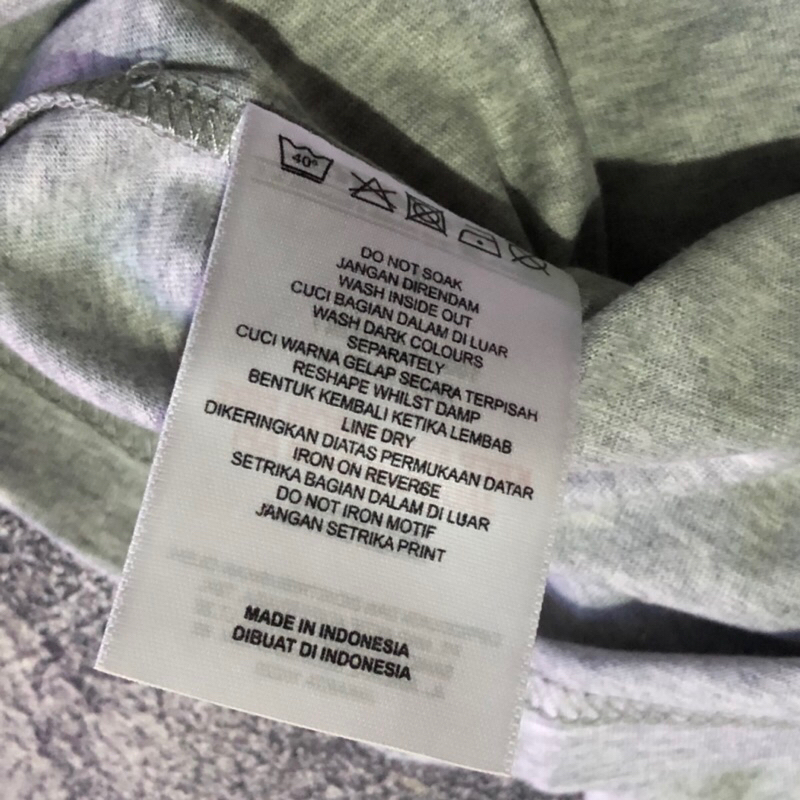 40°
DO NOT SOAK
JANGAN DIRENDAM
WASH INSIDE OUT
CUCI BAGIAN DALAM DI LUAR
WASH DARK COLOURS
SEPARATELY
CUCI WARNA GELAP SECARA TERPISAH
RESHAPE WHILST DAMP
BENTUK KEMBALI KETIKA LEMBAB
LINE DRY
DIKERINGKAN DIATAS PERMUKAAN DATAR
IRON ON REVERSE
SETRIKA BAGIAN DALAM DI LUAR
DO NOT IRON MOTIF
JANGAN SETRIKA PRINT
MADE IN INDONESIA
DIBUAT DI INDONESIA